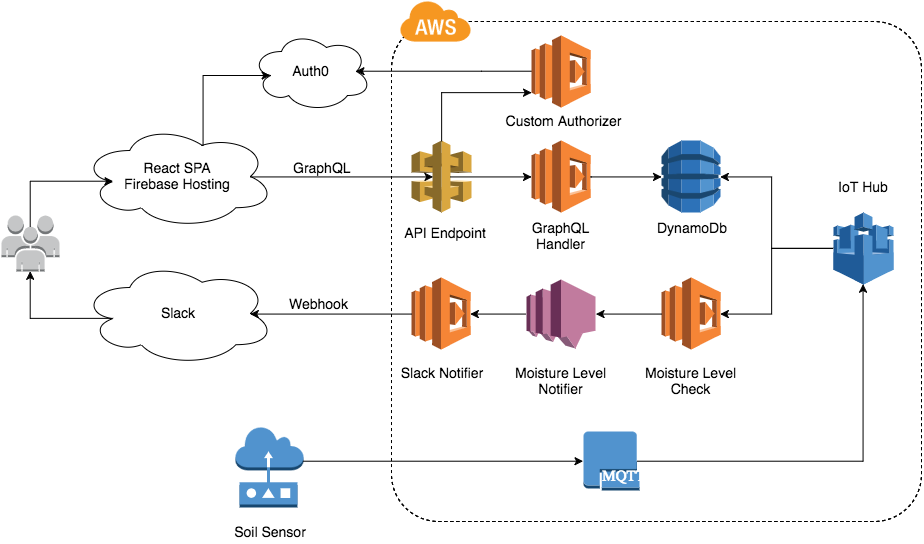 AWS
Auth0
Custom Authorizer
React SPA
Firebase Hosting
GraphQL
API Endpoint
GraphQL
Handler
DynamoDb
IoT Hub
Slack
Webhook
Slack Notifier
Moisture Level
Notifier
Moisture Level
Check
MQTT
Soil Sensor